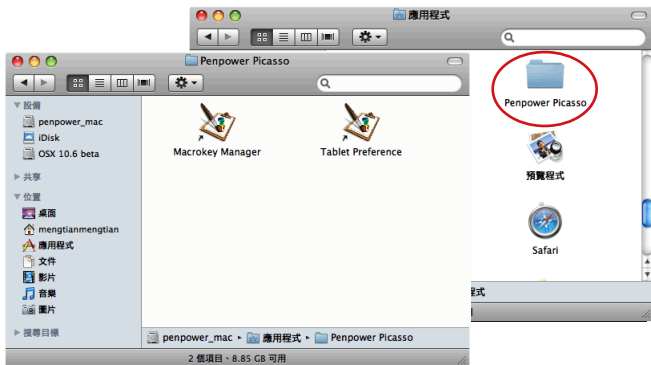 應用程式
Penpower Picasso
預覽程式
Safari
Penpower Picasso
設備
penpower_mac
iDisk
OSX 10.6 beta
共享
位置
桌面
mengtianmengtian
應用程式
文件
影片
音樂
圖片
搜尋目標
Macrokey Manager
Tablet Preference
penpower_mac ▸ 應用程式 ▸ Penpower Picasso
2 個項目，8.85 GB 可用
程式